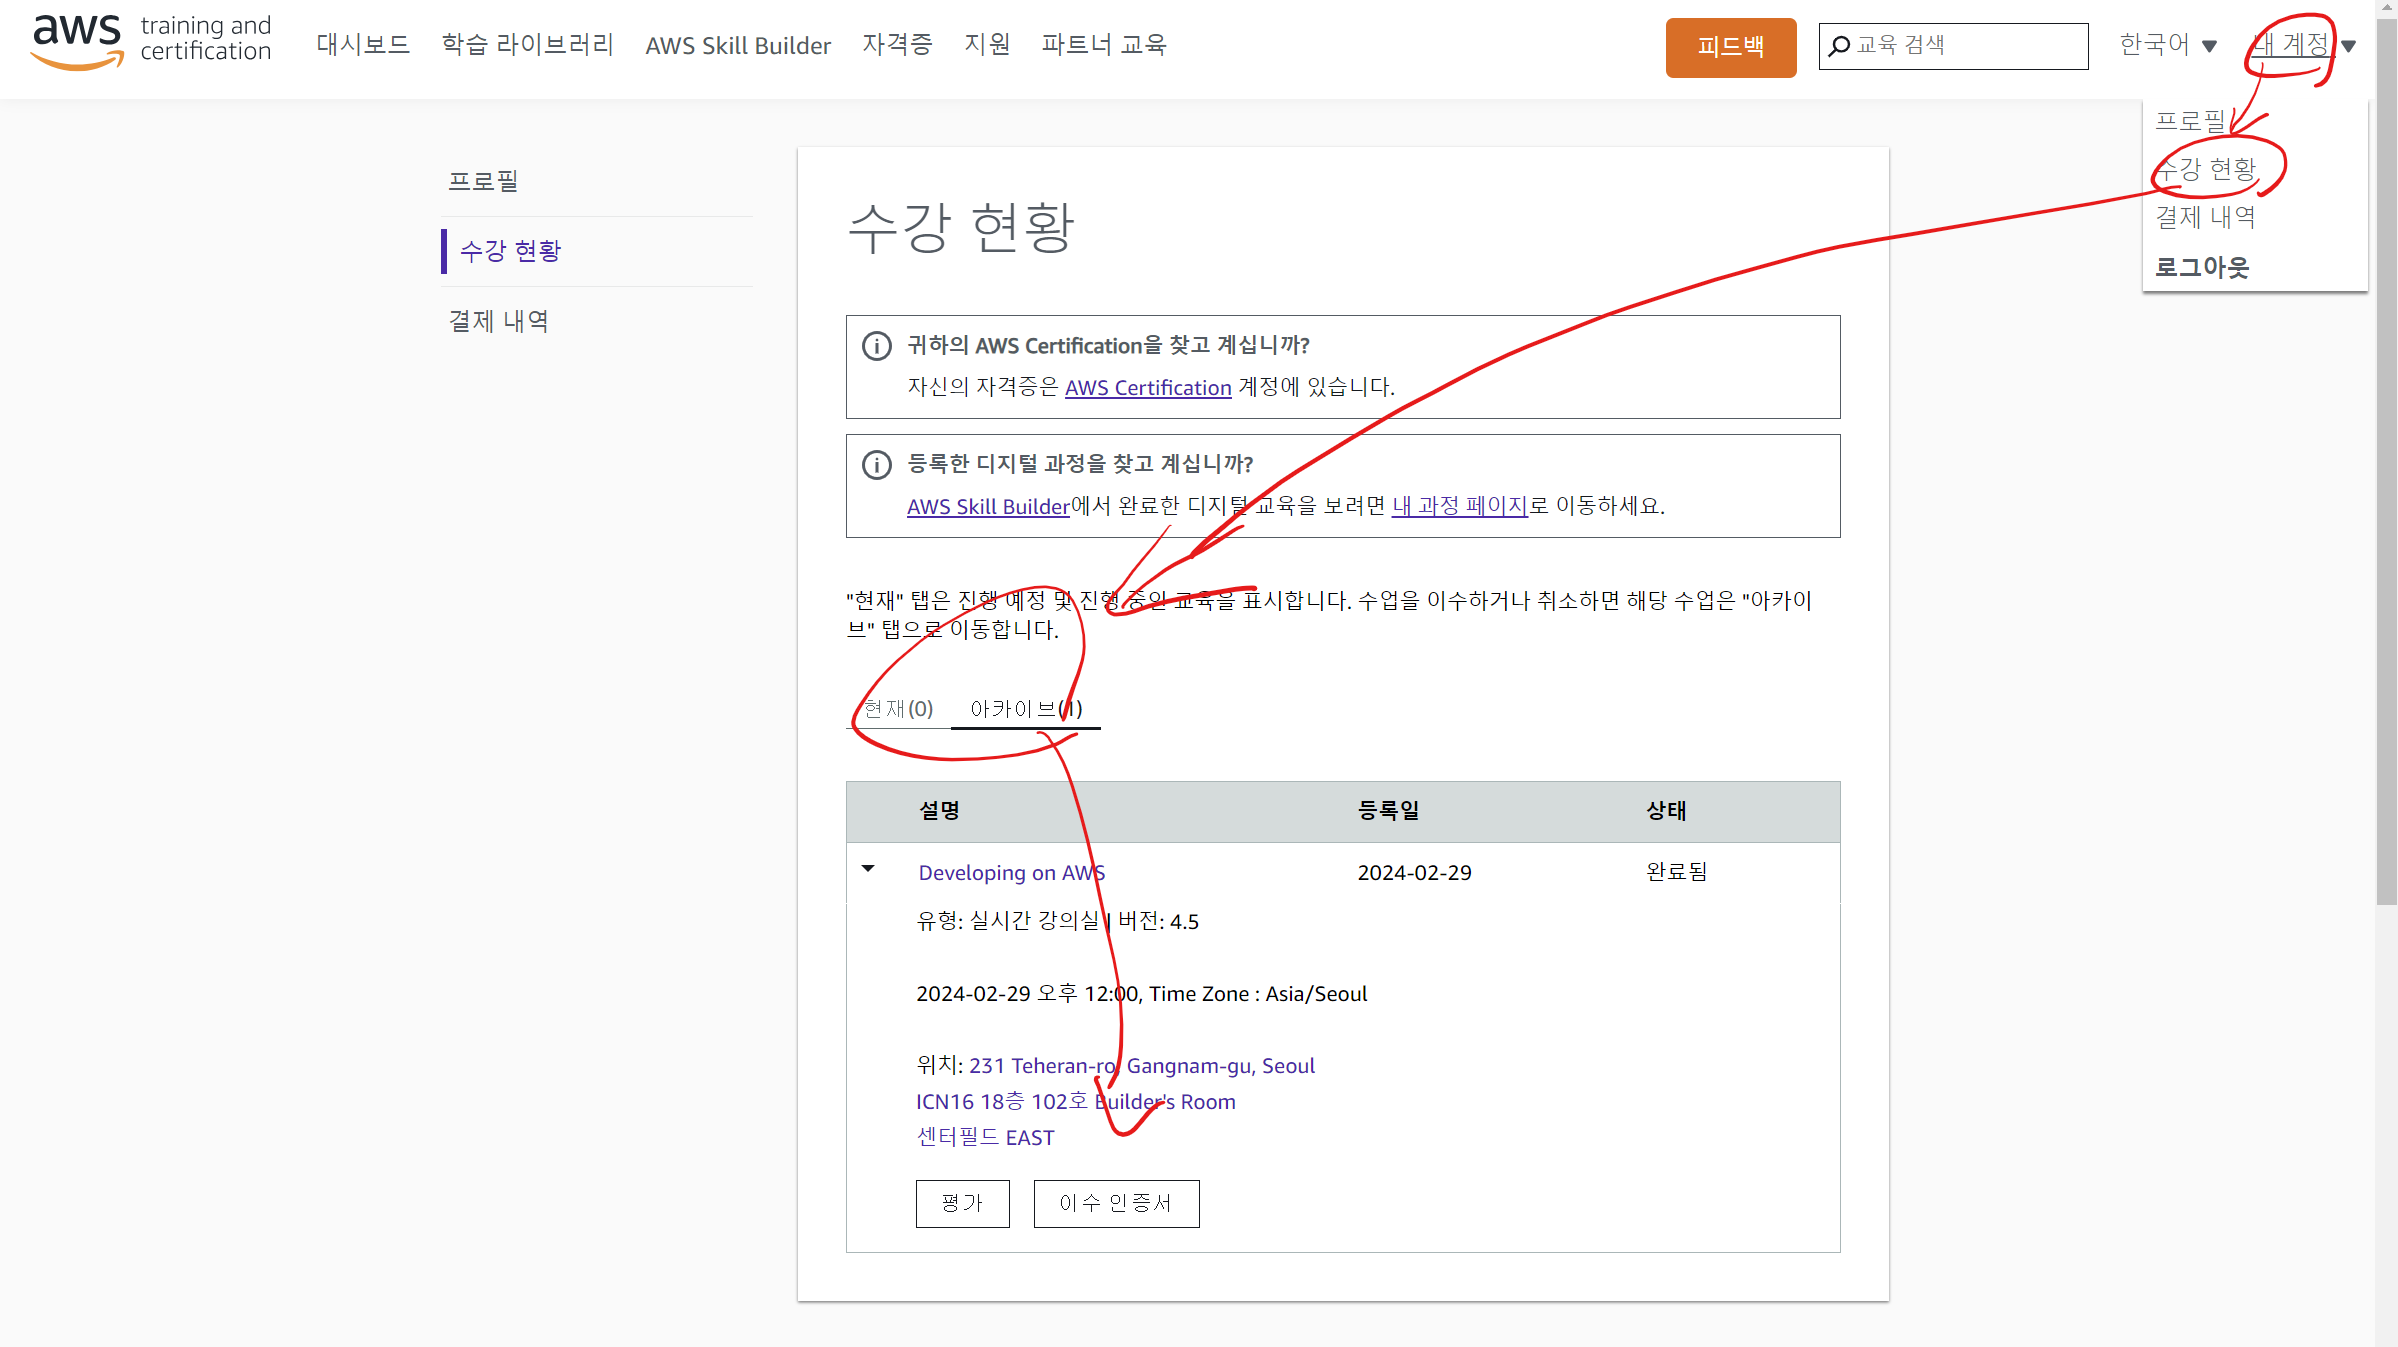 aws training and certification
대시보드 학습 라이브러리 AWS Skill Builder 자격증 지원 파트너 교육 피드백 교육 검색 한국어 내 계정
프로필
수강 현황
결제 내역
로그아웃
프로필
수강 현황
결제 내역
수강 현황
귀하의 AWS Certification을 찾고 계십니까?
자신의 자격증은 AWS Certification 계정에 있습니다.
등록한 디지털 과정을 찾고 계십니까?
AWS Skill Builder에서 완료한 디지털 교육을 보려면 내 과정 페이지로 이동하세요.
"현재" 탭은 진행 예정 및 진행 중인 교육을 표시합니다. 수업을 이수하거나 취소하면 해당 수업은 "아카이
브" 탭으로 이동합니다.
현재(0) 아카이브(1)
설명 등록일 상태
Developing on AWS 2024-02-29 완료됨
유형: 실시간 강의실 | 버전: 4.5
2024-02-29 오후 12:00, Time Zone : Asia/Seoul
위치: 231 Teheran-ro, Gangnam-gu, Seoul
ICN16 18층 102호 Builder's Room
센터필드 EAST
평가 이수 인증서